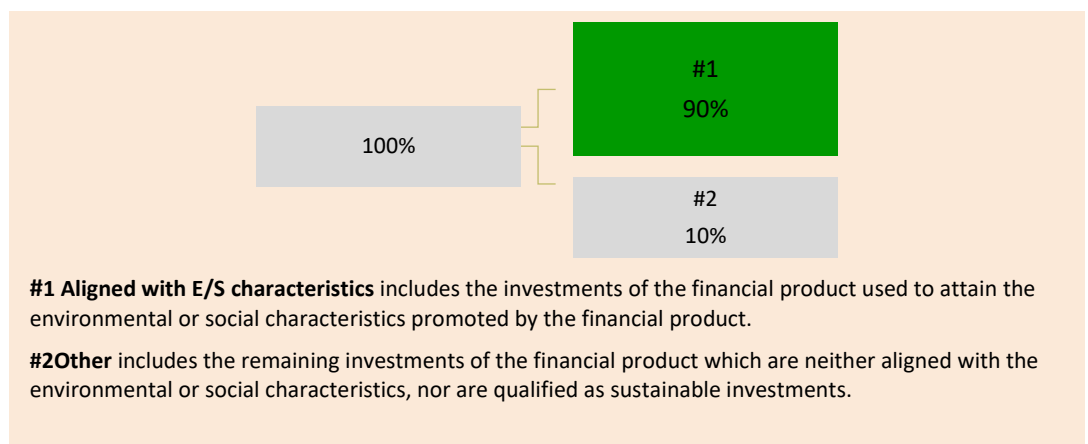 #1
90%
100%
#2
10%
#1 Aligned with E/S characteristics includes the investments of the financial product used to attain the
environmental or social characteristics promoted by the financial product.
#2Other includes the remaining investments of the financial product which are neither aligned with the
environmental or social characteristics, nor are qualified as sustainable investments.